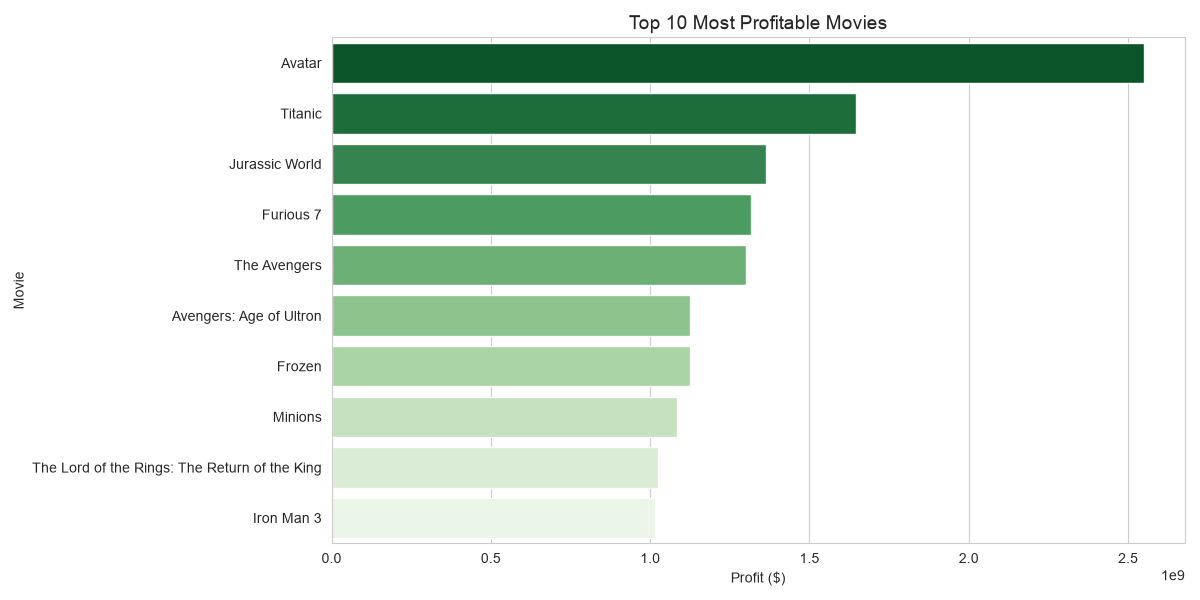 Top 10 Most Profitable Movies
Avatar
Titanic
Jurassic World
Furious 7
The Avengers
Avengers: Age of Ultron
Frozen
Minions
The Lord of the Rings: The Return of the King
Iron Man 3
Movie
0.0 0.5 1.0 1.5 2.0 2.5
1e9
Profit ($)